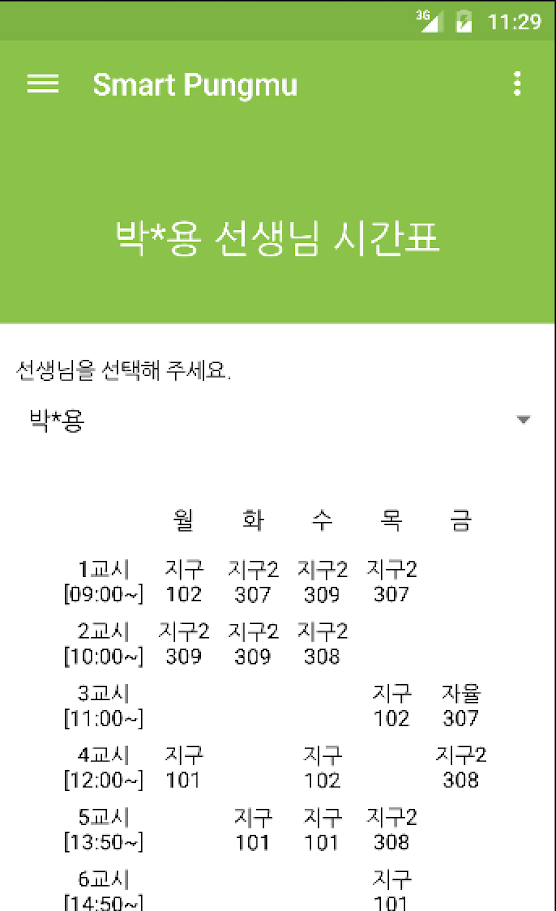 3G 11:29
Smart Pungmu
박*용 선생님 시간표
선생님을 선택해 주세요.
박*용
월 화 수 목 금
1교시 지구 지구2 지구2 지구2
[09:00~] 102 307 309 307
2교시 지구2 지구2 지구2
[10:00~] 309 309 308
3교시 지구 자율
[11:00~] 102 307
4교시 지구 지구 지구2
[12:00~] 101 102 308
5교시 지구 지구 지구2
[13:50~] 101 101 308
6교시 지구
[14:50~] 101